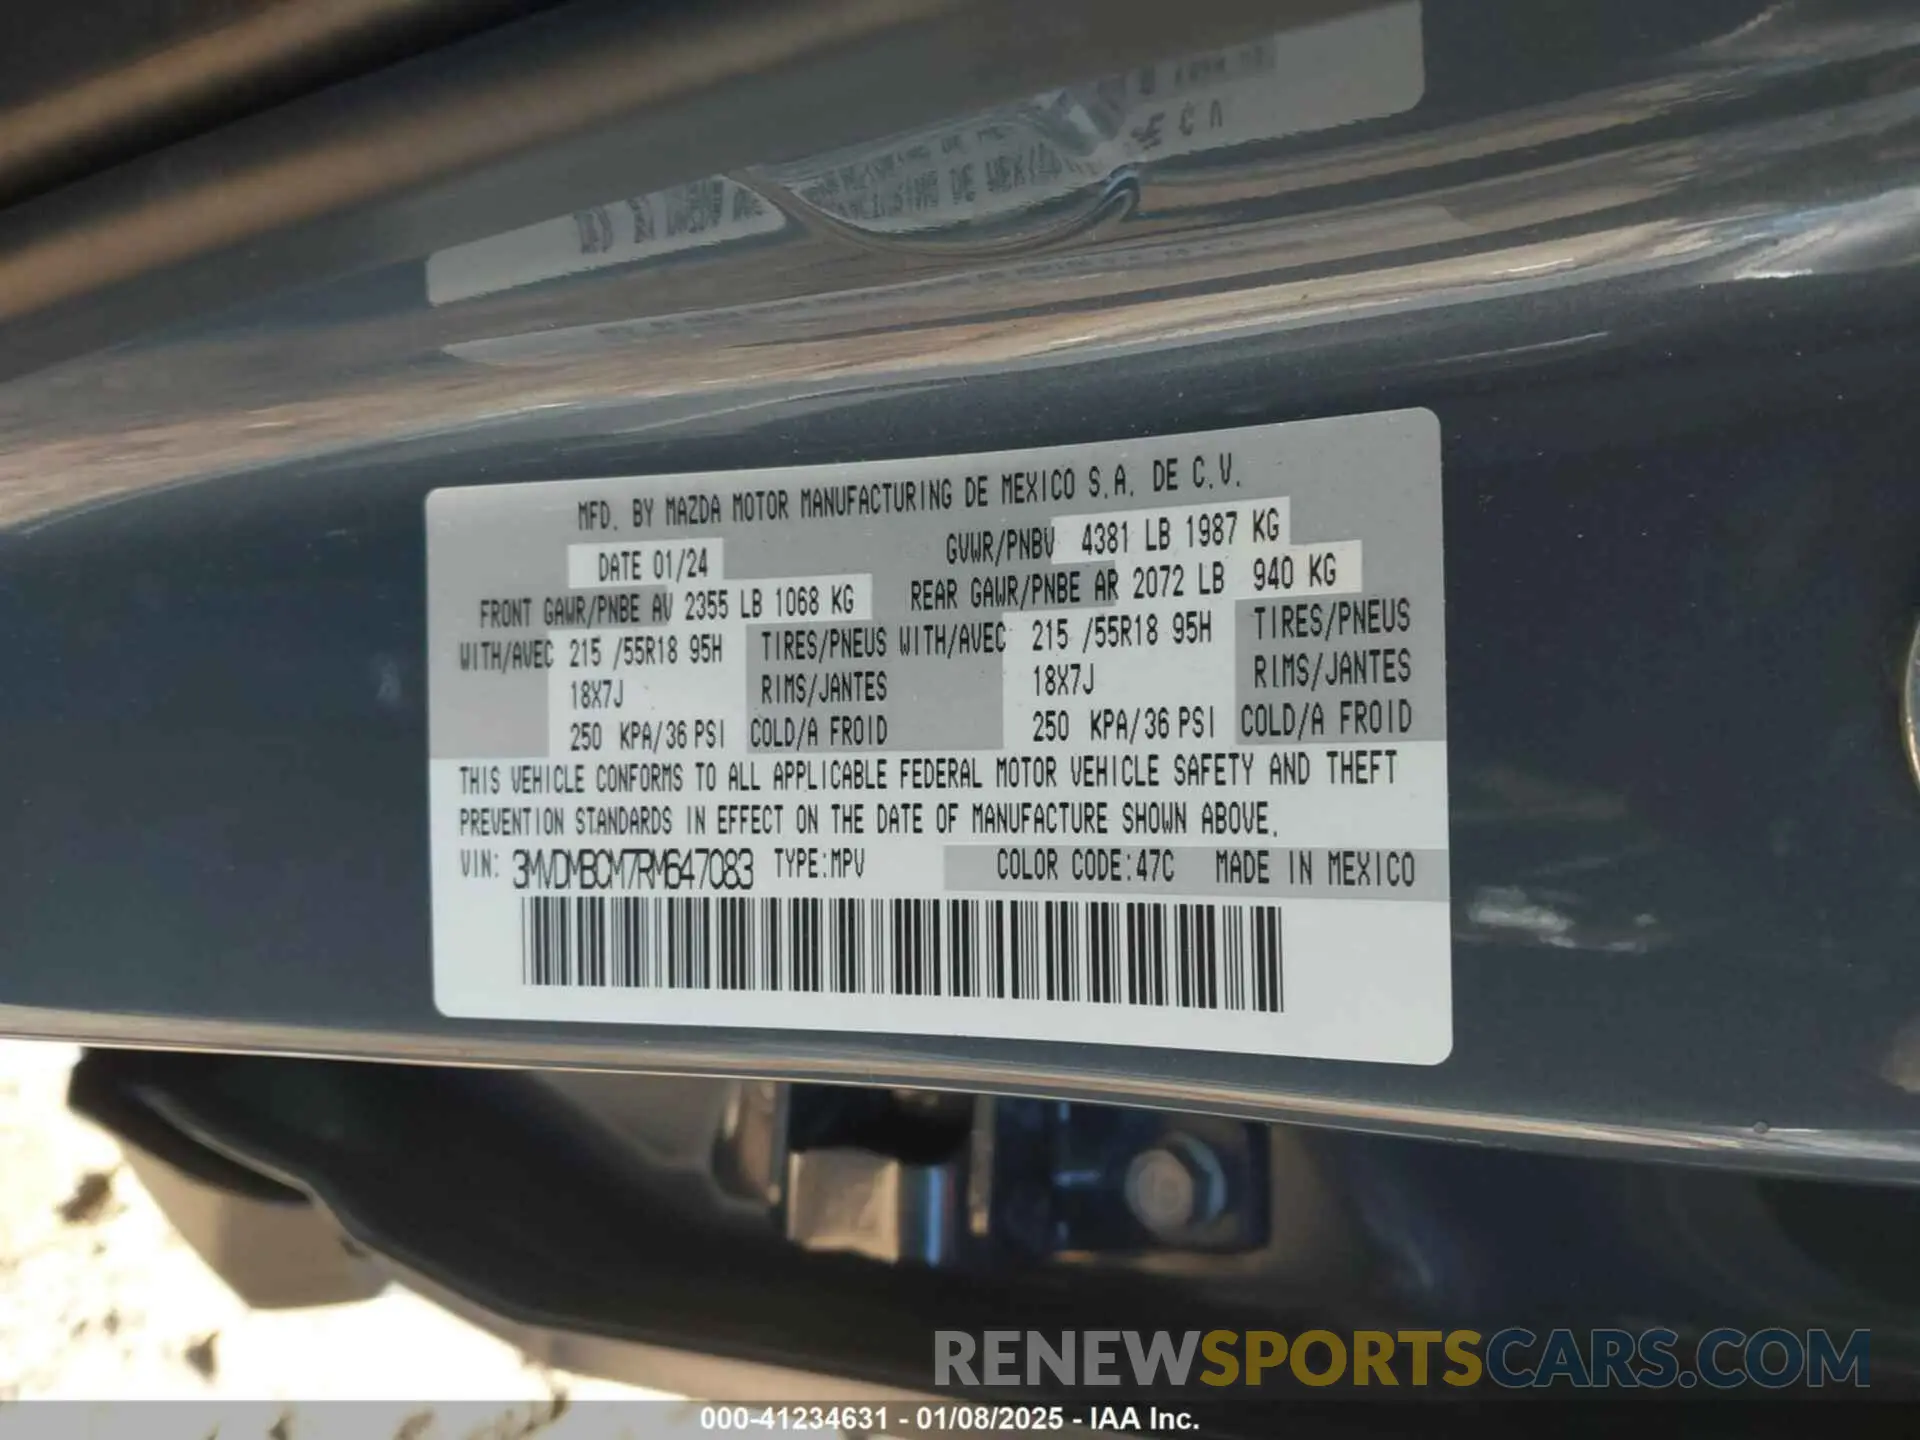 MFD. BY MAZDA MOTOR MANUFACTURING DE MEXICO S.A. DE C.V.
DATE 01/24 GVWR/PNBV 4381 LB 1987 KG
FRONT GAWR/PNBE AV 2355 LB 1068 KG REAR GAWR/PNBE AR 2072 LB 940 KG
WITH/AVEC 215 /55R18 95H TIRES/PNEUS WITH/AVEC 215 /55R18 95H TIRES/PNEUS
18X7J RIMS/JANTES 18X7J RIMS/JANTES
250 KPA/36 PSI COLD/A FROID 250 KPA/36 PSI COLD/A FROID
THIS VEHICLE CONFORMS TO ALL APPLICABLE FEDERAL MOTOR VEHICLE SAFETY AND THEFT
PREVENTION STANDARDS IN EFFECT ON THE DATE OF MANUFACTURE SHOWN ABOVE.
VIN: 3MVDMBCM7RM647083 TYPE:MPV COLOR CODE:47C MADE IN MEXICO
RENEWSPORTSCARS.COM
000-41234631 - 01/08/2025 - IAA Inc.